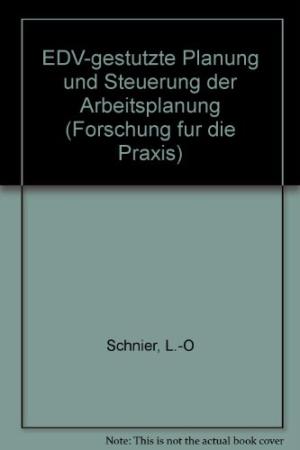 EDV-gestutzte Planung
und Steuerung der
Arbeitsplanung
(Forschung fur die
Praxis)
Schnier, L.-O
Note: This is not the actual book cover